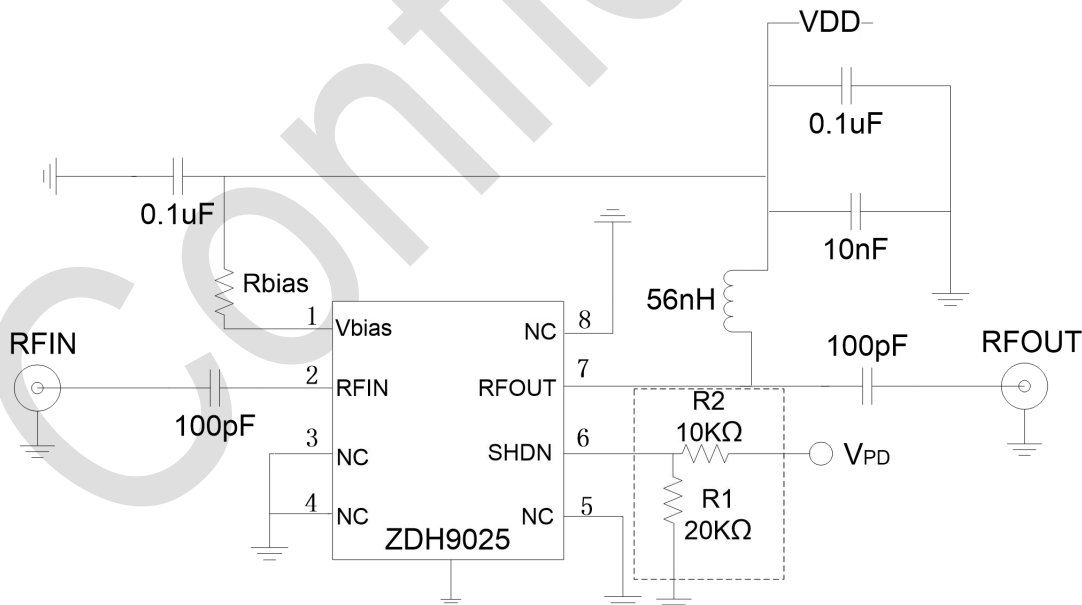 Confi
VDD
0.1uF
0.1uF
10nF
Rbias
56nH
1
Vbias
NC
8
RFIN
100pF
RFOUT
2
RFIN
RFOUT
7
100pF
R2
10KΩ
3
NC
SHDN
6
VPD
R1
20KΩ
4
NC
NC
5
ZDH9025